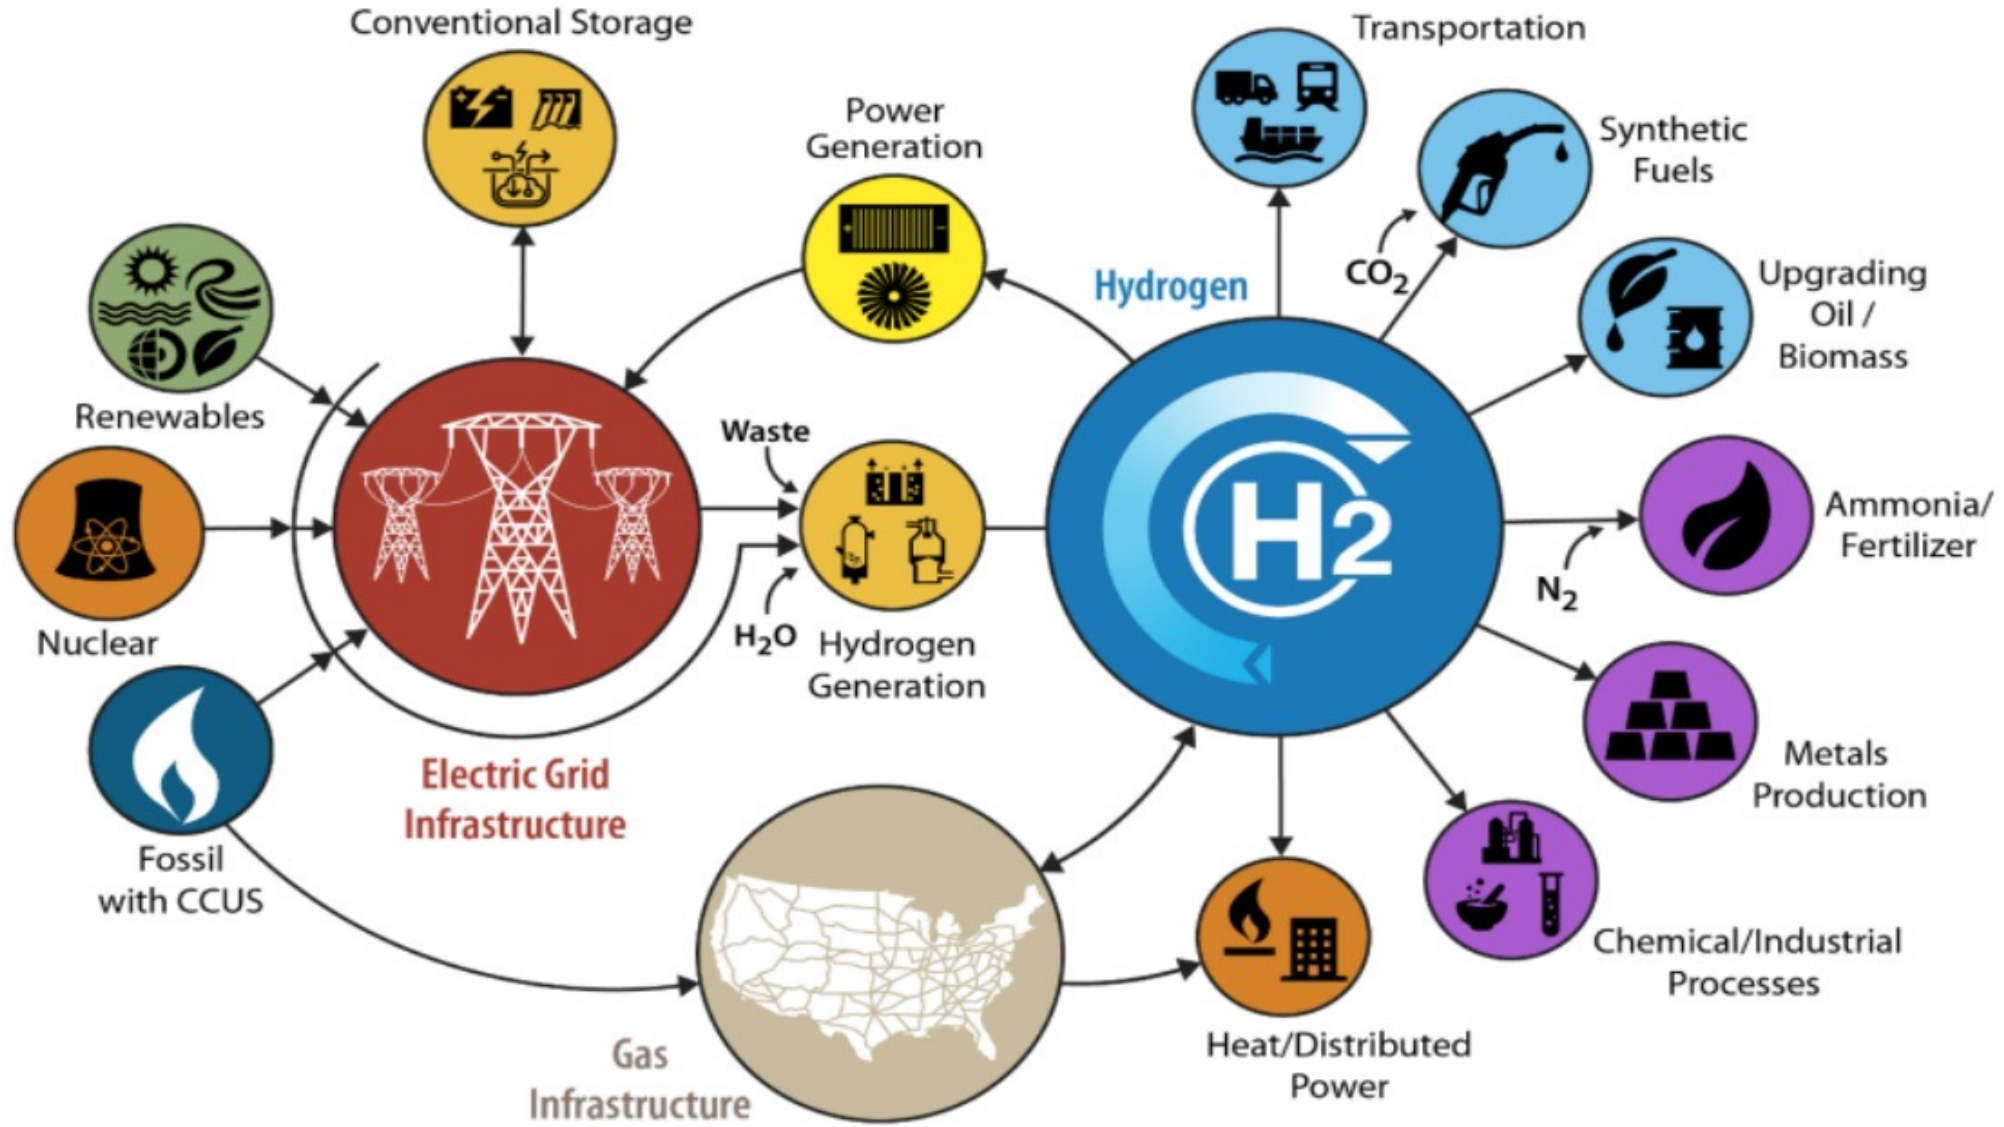 Conventional Storage
Transportation
Power
Generation
Synthetic
Fuels
CO2
Hydrogen
Upgrading
Oil /
Biomass
Renewables
Waste
H2
Ammonia/
Fertilizer
N2
Nuclear
H2O
Hydrogen
Generation
Electric Grid
Infrastructure
Metals
Production
Fossil
with CCUS
Chemical/Industrial
Processes
Gas
Infrastructure
Heat/Distributed
Power